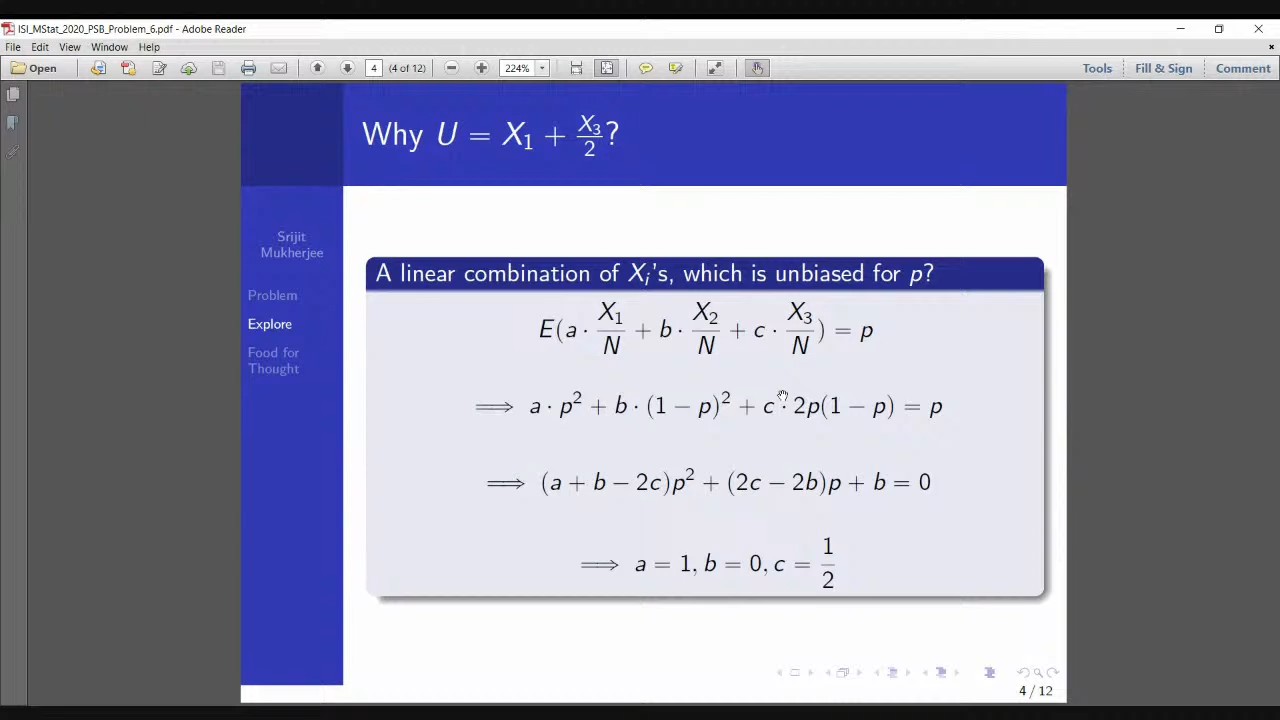 ISI_MStat_2020_PSB_Problem_6.pdf - Adobe Reader
File Edit View Window Help
Open 4 (4 of 12) 224% Tools Fill & Sign Comment
Why U = X₁ + X₃/2?
Srijit
Mukherjee
Problem
Explore
Food for
Thought
A linear combination of Xᵢ's, which is unbiased for p?
E(a · X₁/N + b · X₂/N + c · X₃/N) = p
⟹ a · p² + b · (1 − p)² + c · 2p(1 − p) = p
⟹ (a + b − 2c)p² + (2c − 2b)p + b = 0
⟹ a = 1, b = 0, c = 1/2
4 / 12